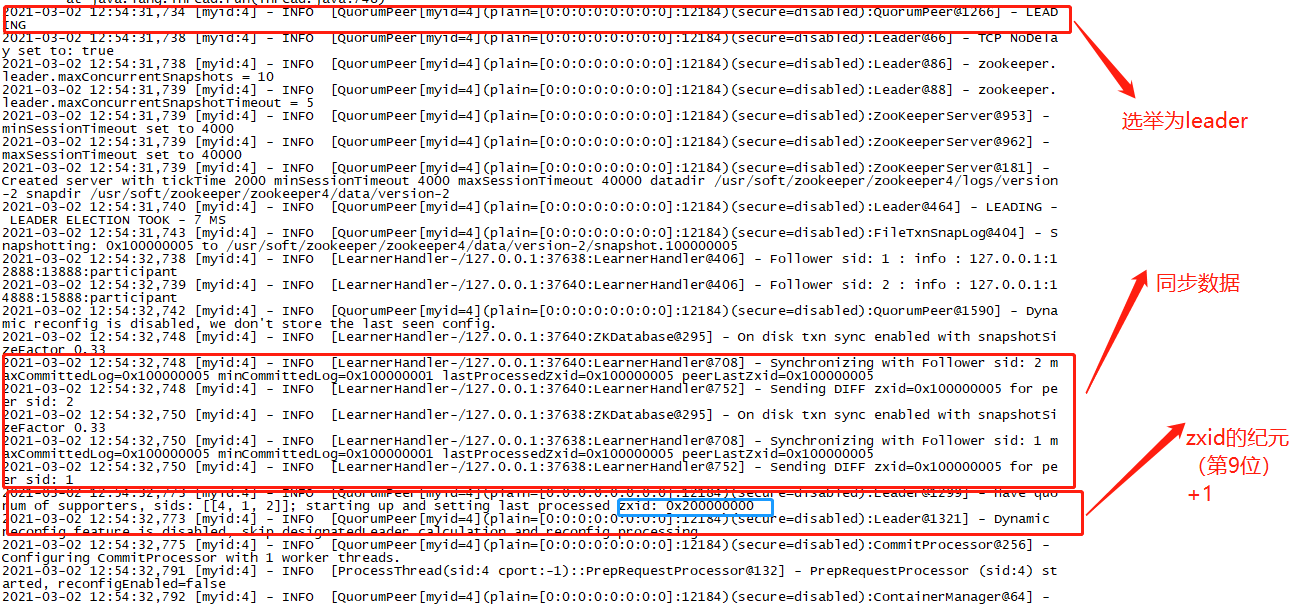 at java.lang.Thread.run(Thread.java:748)
2021-03-02 12:54:31,734 [myid:4] - INFO  [QuorumPeer[myid=4](plain=[0:0:0:0:0:0:0:0]:12184)(secure=disabled):QuorumPeer@1266] - LEAD
ING
2021-03-02 12:54:31,738 [myid:4] - INFO  [QuorumPeer[myid=4](plain=[0:0:0:0:0:0:0:0]:12184)(secure=disabled):Leader@66] - TCP NoDela
y set to: true
2021-03-02 12:54:31,738 [myid:4] - INFO  [QuorumPeer[myid=4](plain=[0:0:0:0:0:0:0:0]:12184)(secure=disabled):Leader@86] - zookeeper.
leader.maxConcurrentSnapshots = 10
2021-03-02 12:54:31,739 [myid:4] - INFO  [QuorumPeer[myid=4](plain=[0:0:0:0:0:0:0:0]:12184)(secure=disabled):Leader@88] - zookeeper.
leader.maxConcurrentSnapshotTimeout = 5
2021-03-02 12:54:31,739 [myid:4] - INFO  [QuorumPeer[myid=4](plain=[0:0:0:0:0:0:0:0]:12184)(secure=disabled):ZooKeeperServer@953] -
minSessionTimeout set to 4000
2021-03-02 12:54:31,739 [myid:4] - INFO  [QuorumPeer[myid=4](plain=[0:0:0:0:0:0:0:0]:12184)(secure=disabled):ZooKeeperServer@962] -
maxSessionTimeout set to 40000
2021-03-02 12:54:31,739 [myid:4] - INFO  [QuorumPeer[myid=4](plain=[0:0:0:0:0:0:0:0]:12184)(secure=disabled):ZooKeeperServer@181] -
Created server with tickTime 2000 minSessionTimeout 4000 maxSessionTimeout 40000 datadir /usr/soft/zookeeper/zookeeper4/logs/version
-2 snapdir /usr/soft/zookeeper/zookeeper4/data/version-2
2021-03-02 12:54:31,740 [myid:4] - INFO  [QuorumPeer[myid=4](plain=[0:0:0:0:0:0:0:0]:12184)(secure=disabled):Leader@464] - LEADING -
LEADER ELECTION TOOK - 7 MS
2021-03-02 12:54:31,743 [myid:4] - INFO  [QuorumPeer[myid=4](plain=[0:0:0:0:0:0:0:0]:12184)(secure=disabled):FileTxnSnapLog@404] - S
napshotting: 0x100000005 to /usr/soft/zookeeper/zookeeper4/data/version-2/snapshot.100000005
2021-03-02 12:54:32,738 [myid:4] - INFO  [LearnerHandler-/127.0.0.1:37638:LearnerHandler@406] - Follower sid: 1 : info : 127.0.0.1:1
2888:13888:participant
2021-03-02 12:54:32,739 [myid:4] - INFO  [LearnerHandler-/127.0.0.1:37640:LearnerHandler@406] - Follower sid: 2 : info : 127.0.0.1:1
4888:15888:participant
2021-03-02 12:54:32,742 [myid:4] - INFO  [QuorumPeer[myid=4](plain=[0:0:0:0:0:0:0:0]:12184)(secure=disabled):QuorumPeer@1590] - Dyna
mic reconfig is disabled, we don't store the last seen config.
2021-03-02 12:54:32,748 [myid:4] - INFO  [LearnerHandler-/127.0.0.1:37640:ZKDatabase@295] - On disk txn sync enabled with snapshotSi
zeFactor 0.33
2021-03-02 12:54:32,748 [myid:4] - INFO  [LearnerHandler-/127.0.0.1:37640:LearnerHandler@708] - Synchronizing with Follower sid: 2 m
axCommittedLog=0x100000005 minCommittedLog=0x100000001 lastProcessedZxid=0x100000005 peerLastZxid=0x100000005
2021-03-02 12:54:32,748 [myid:4] - INFO  [LearnerHandler-/127.0.0.1:37640:LearnerHandler@752] - Sending DIFF zxid=0x100000005 for pe
er sid: 2
2021-03-02 12:54:32,750 [myid:4] - INFO  [LearnerHandler-/127.0.0.1:37638:ZKDatabase@295] - On disk txn sync enabled with snapshotSi
zeFactor 0.33
2021-03-02 12:54:32,750 [myid:4] - INFO  [LearnerHandler-/127.0.0.1:37638:LearnerHandler@708] - Synchronizing with Follower sid: 1 m
axCommittedLog=0x100000005 minCommittedLog=0x100000001 lastProcessedZxid=0x100000005 peerLastZxid=0x100000005
2021-03-02 12:54:32,750 [myid:4] - INFO  [LearnerHandler-/127.0.0.1:37638:LearnerHandler@752] - Sending DIFF zxid=0x100000005 for pe
er sid: 1
2021-03-02 12:54:32,773 [myid:4] - INFO  [QuorumPeer[myid=4](plain=[0:0:0:0:0:0:0:0]:12184)(secure=disabled):Leader@1299] - Have quo
rum of supporters, sids: [[4, 1, 2]]; starting up and setting last processed zxid: 0x200000000
2021-03-02 12:54:32,773 [myid:4] - INFO  [QuorumPeer[myid=4](plain=[0:0:0:0:0:0:0:0]:12184)(secure=disabled):Leader@1321] - Dynamic
reconfig feature is disabled, skip designatedLeader calculation and reconfig processing.
2021-03-02 12:54:32,775 [myid:4] - INFO  [QuorumPeer[myid=4](plain=[0:0:0:0:0:0:0:0]:12184)(secure=disabled):CommitProcessor@256] -
Configuring CommitProcessor with 1 worker threads.
2021-03-02 12:54:32,791 [myid:4] - INFO  [ProcessThread(sid:4 cport:-1)::PrepRequestProcessor@132] - PrepRequestProcessor (sid:4) st
arted, reconfigEnabled=false
2021-03-02 12:54:32,792 [myid:4] - INFO  [QuorumPeer[myid=4](plain=[0:0:0:0:0:0:0:0]:12184)(secure=disabled):ContainerManager@64] -
选举为leader
同步数据
zxid的纪元
（第9位）
+1